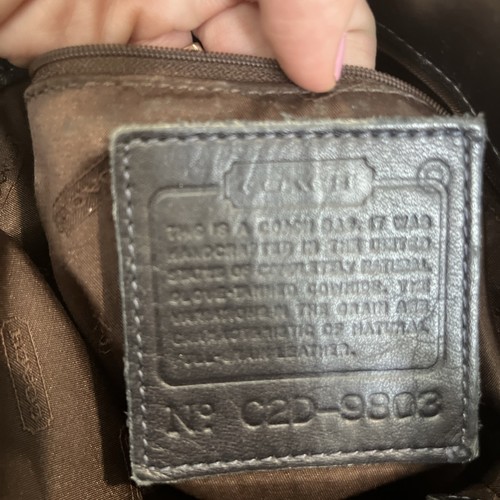 COACH
THIS IS A COACH BAG. IT WAS
HANDCRAFTED IN THE UNITED
STATES OF COMPLETELY NATURAL
GLOVE-TANNED COWHIDE. THE
VARIATIONS IN THE GRAIN ARE
CHARACTERISTIC OF NATURAL
FULL GRAIN LEATHER.
No C2D-9803